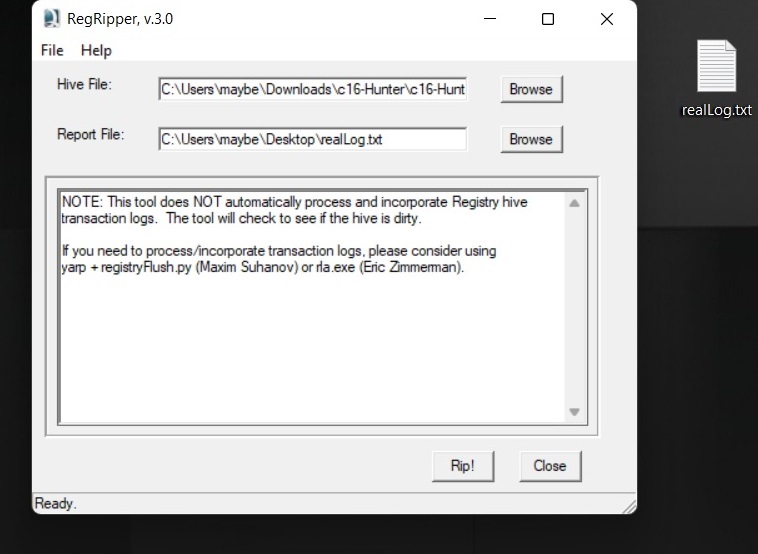 RegRipper, v.3.0
File Help
Hive File: C:\Users\maybe\Downloads\c16-Hunter\c16-Hunt Browse
Report File: C:\Users\maybe\Desktop\realLog.txt Browse
NOTE: This tool does NOT automatically process and incorporate Registry hive
transaction logs. The tool will check to see if the hive is dirty.
If you need to process/incorporate transaction logs, please consider using
yarp + registryFlush.py (Maxim Suhanov) or rla.exe (Eric Zimmerman).
Rip! Close
Ready.
realLog.txt